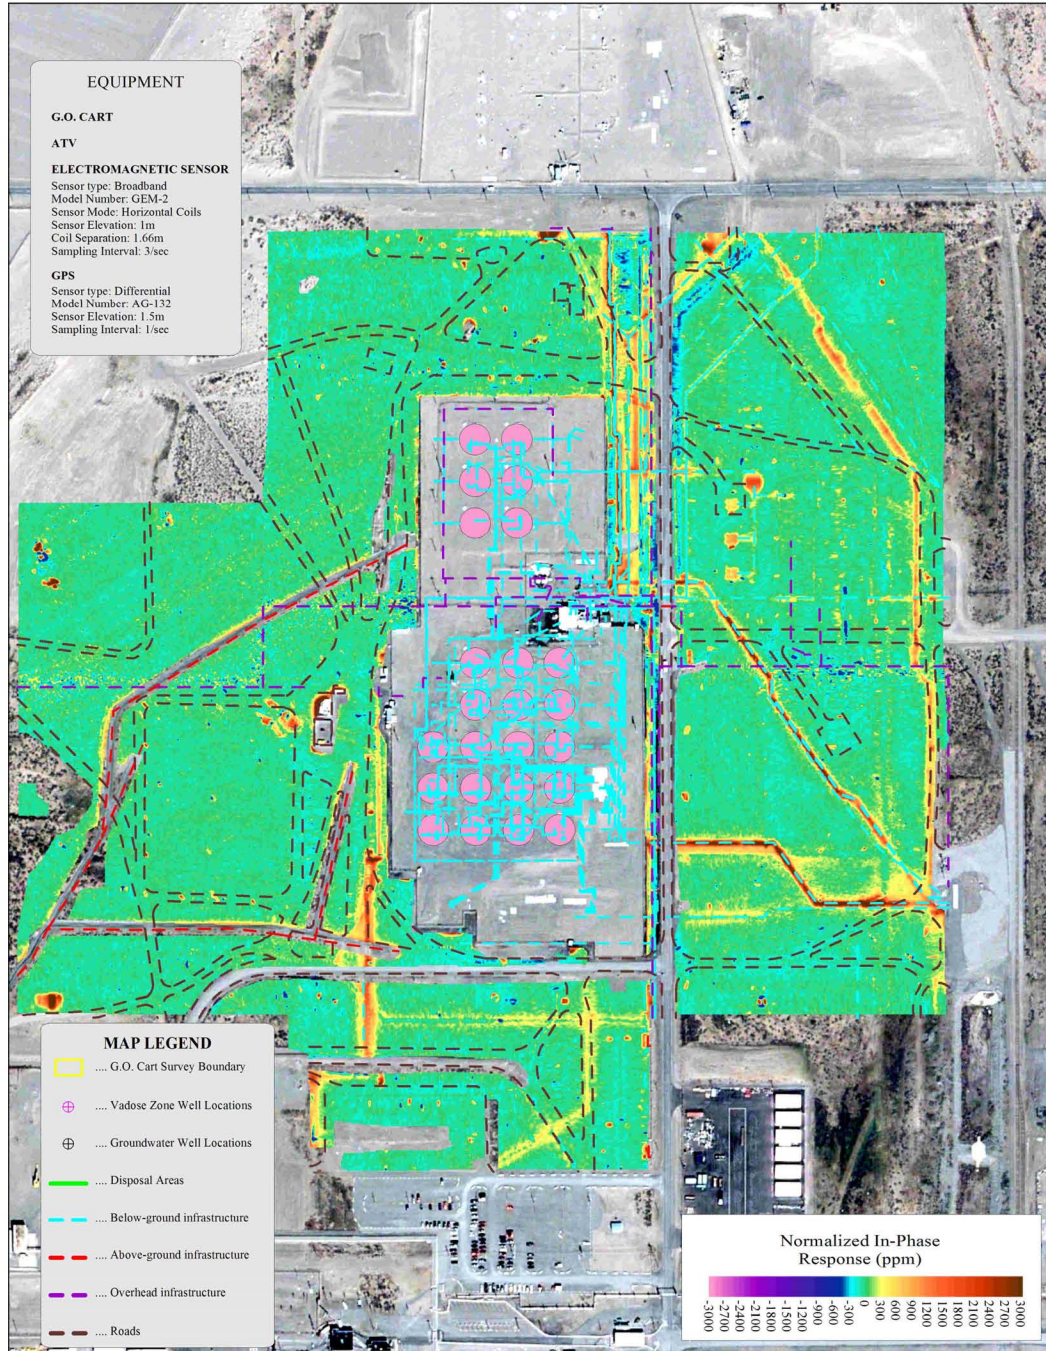 EQUIPMENT
G.O. CART
ATV
ELECTROMAGNETIC SENSOR
Sensor type: Broadband
Model Number: GEM-2
Sensor Mode: Horizontal Coils
Sensor Elevation: 1m
Coil Separation: 1.66m
Sampling Interval: 3/sec
GPS
Sensor type: Differential
Model Number: AG-132
Sensor Elevation: 1.5m
Sampling Interval: 1/sec
MAP LEGEND
.... G.O. Cart Survey Boundary
.... Vadose Zone Well Locations
.... Groundwater Well Locations
.... Disposal Areas
.... Below-ground infrastructure
.... Above-ground infrastructure
.... Overhead infrastructure
.... Roads
Normalized In-Phase
Response (ppm)
-3000 -2700 -2400 -2100 -1800 -1500 -1200 -900 -600 -300 0 300 600 900 1200 1500 1800 2100 2400 2700 3000